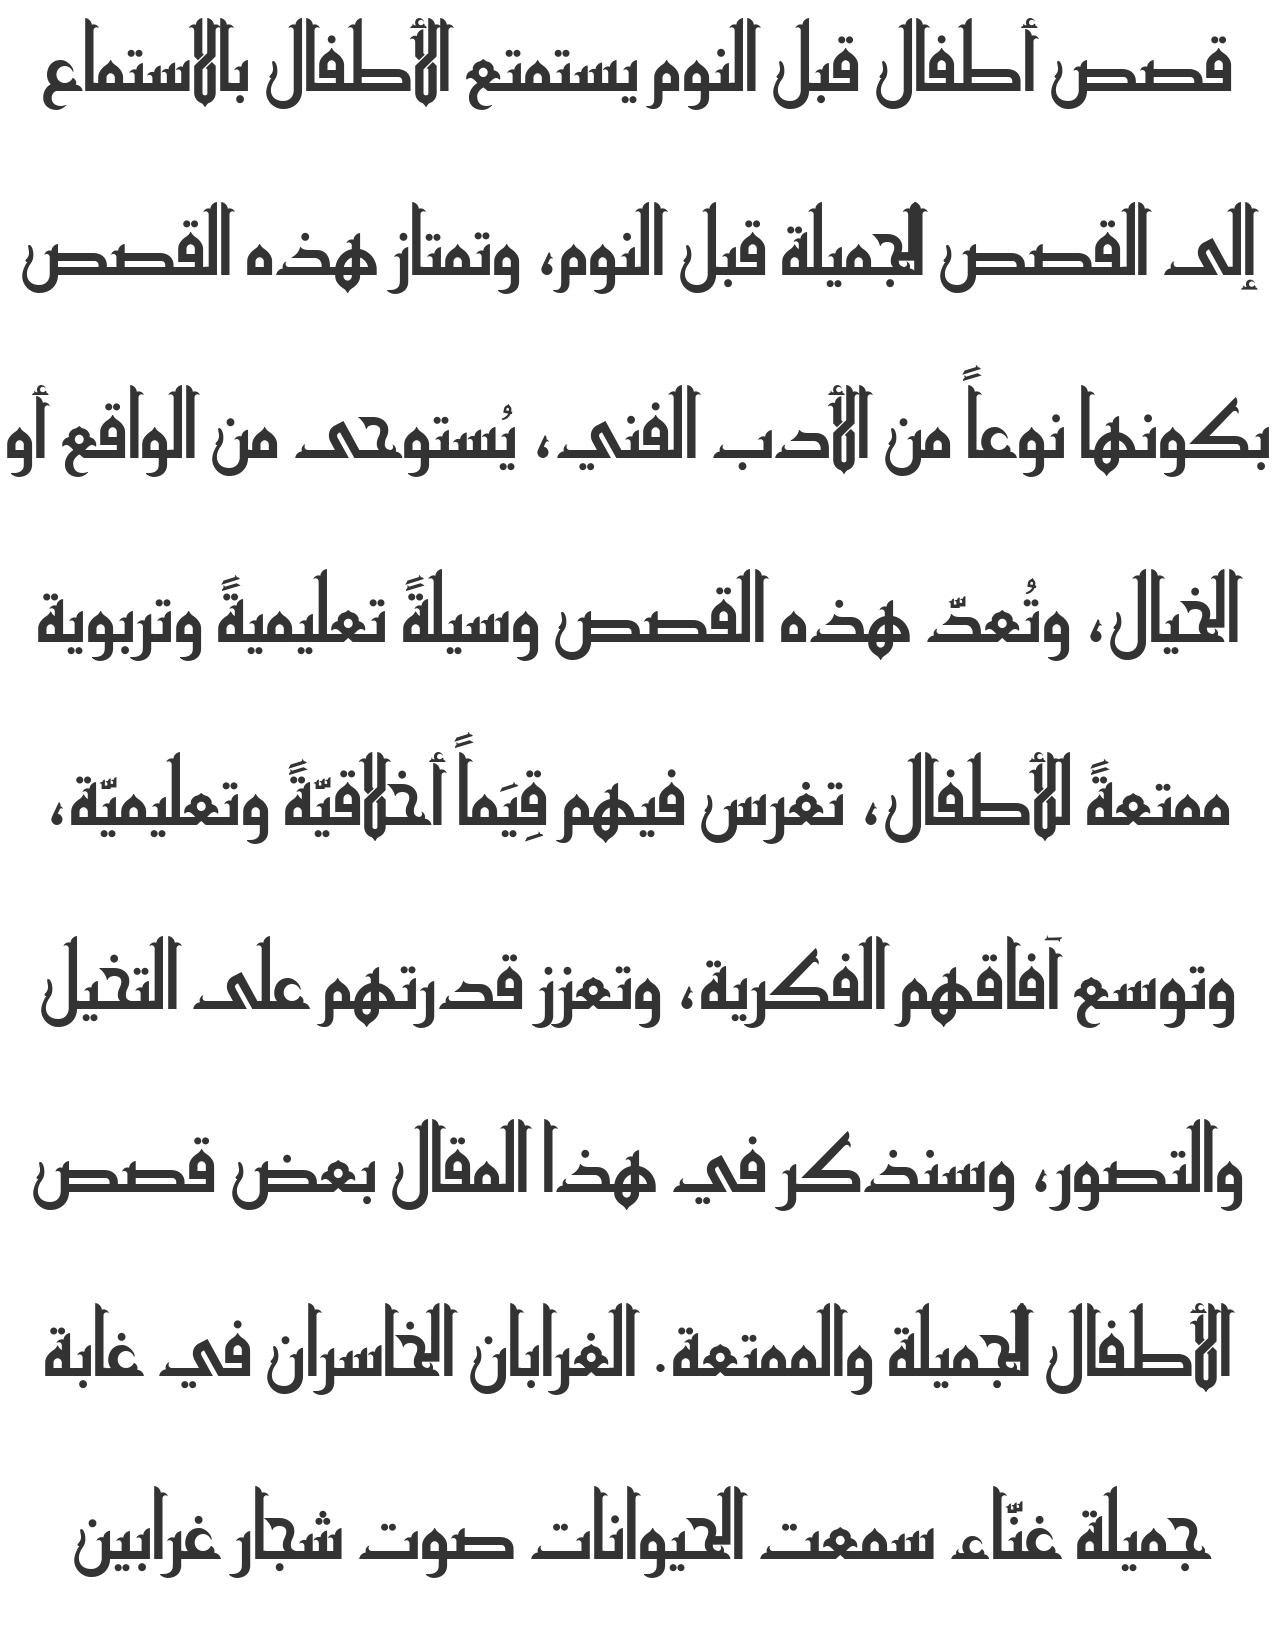 قصص أطفال قبل النوم يستمتع الأطفال بالاستماع
إلى القصص الجميلة قبل النوم، وتمتاز هذه القصص
بكونها نوعاً من الأدب الفني، يُستوحى من الواقع أو
الخيال، وتُعدّ هذه القصص وسيلةً تعليميةً وتربوية
ممتعةً للأطفال، تغرس فيهم قِيَماً أخلاقيّةً وتعليميّة،
وتوسع آفاقهم الفكرية، وتعزز قدرتهم على التخيل
والتصور، وسنذكر في هذا المقال بعض قصص
الأطفال الجميلة والممتعة. الغرابان الخاسران في غابة
جميلة غنّاء سمعت الحيوانات صوت شجار غرابين